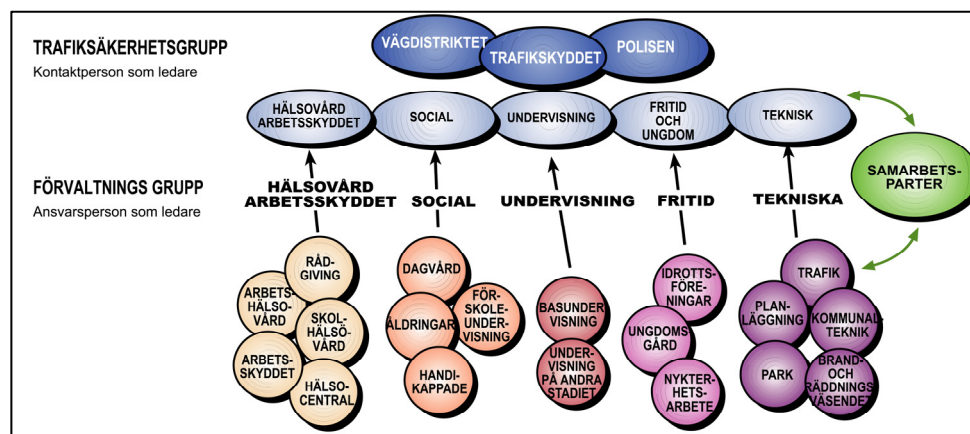 TRAFIKSÄKERHETSGRUPP
Kontaktperson som ledare
VÄGDISTRIKTET
TRAFIKSKYDDET
POLISEN
HÄLSOVÅRD
ARBETSSKYDDET
SOCIAL
UNDERVISNING
FRITID
OCH
UNGDOM
TEKNISK
SAMARBETS-
PARTER
FÖRVALTNINGS GRUPP
Ansvarsperson som ledare
HÄLSOVÅRD
ARBETSSKYDDET
SOCIAL
UNDERVISNING
FRITID
TEKNISKA
RÅD-
GIVING
ARBETS-
HÄLSO-
VÅRD
SKOL-
HÄLSÖ-
VÅRD
ARBETS-
SKYDDET
HÄLSO-
CENTRAL
DAGVÅRD
FÖR-
SKOLE-
UNDER-
VISNING
ÅLDRINGAR
HANDI-
KAPPADE
BASUNDER
VISNING
UNDER-
VISNING
PÅ ANDRA
STADIET
IDROTTS-
FÖRE-
NINGAR
UNGDOMS
GÅRD
NYKTER-
HETS-
ARBETE
TRAFIK
PLAN-
LÄGGNING
KOMMUNAL-
TEKNIK
PARK
BRAND-
OCH
RÄDDNINGS
VÄSENDET